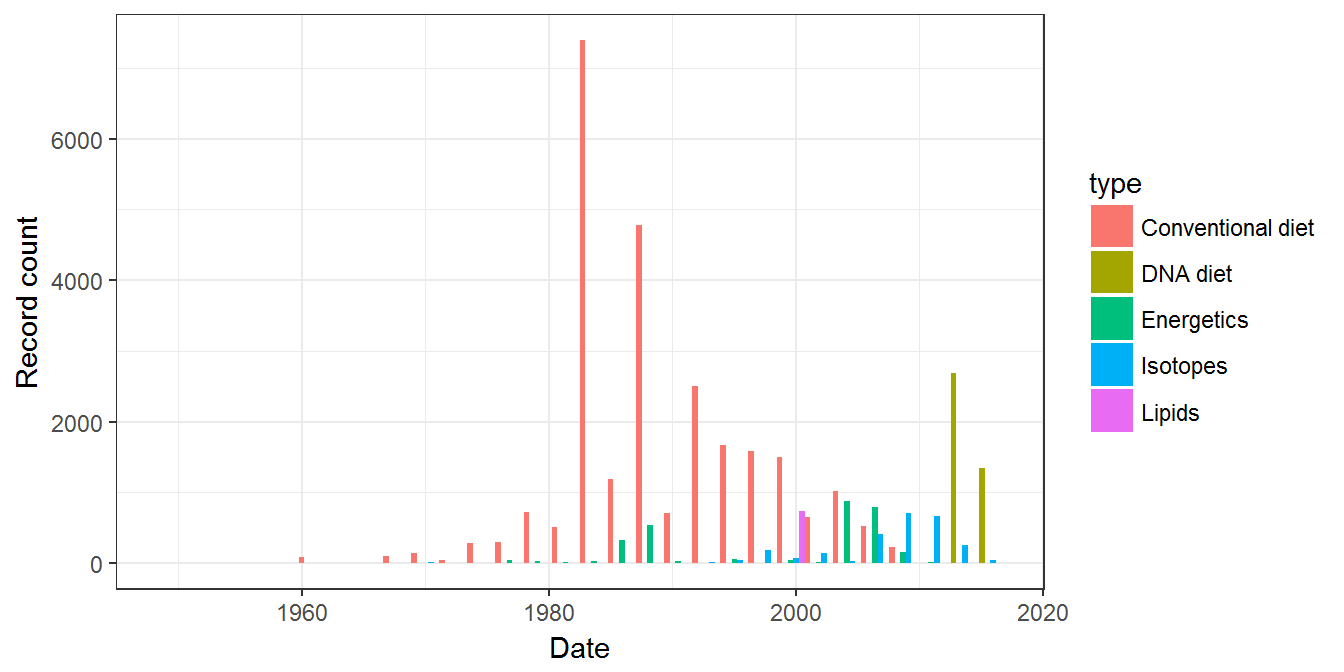 Record count
6000
4000
2000
0
1960
1980
2000
2020
Date
type
Conventional diet
DNA diet
Energetics
Isotopes
Lipids